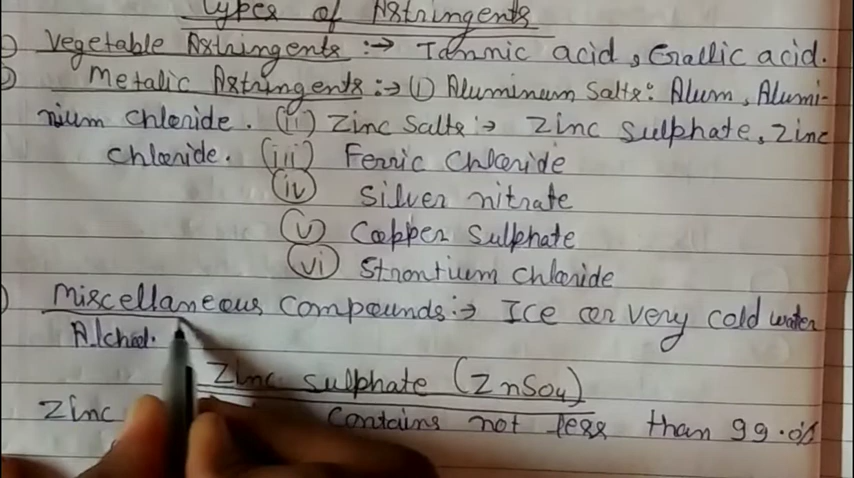 Types of Astringents
Vegetable Astringents :→ Tannic acid, Gallic acid.
Metalic Astringents :→ (i) Aluminum Salts: Alum, Alumi-
nium chloride. (ii) Zinc Salts :→ Zinc Sulphate, Zinc
chloride. (iii) Ferric chloride
(iv) Silver nitrate
(v) Copper Sulphate
(vi) Strontium chloride
Miscellaneous compounds :→ Ice or very cold water
Zinc sulphate (ZnSO4)
Zinc contains not less than 99.0%